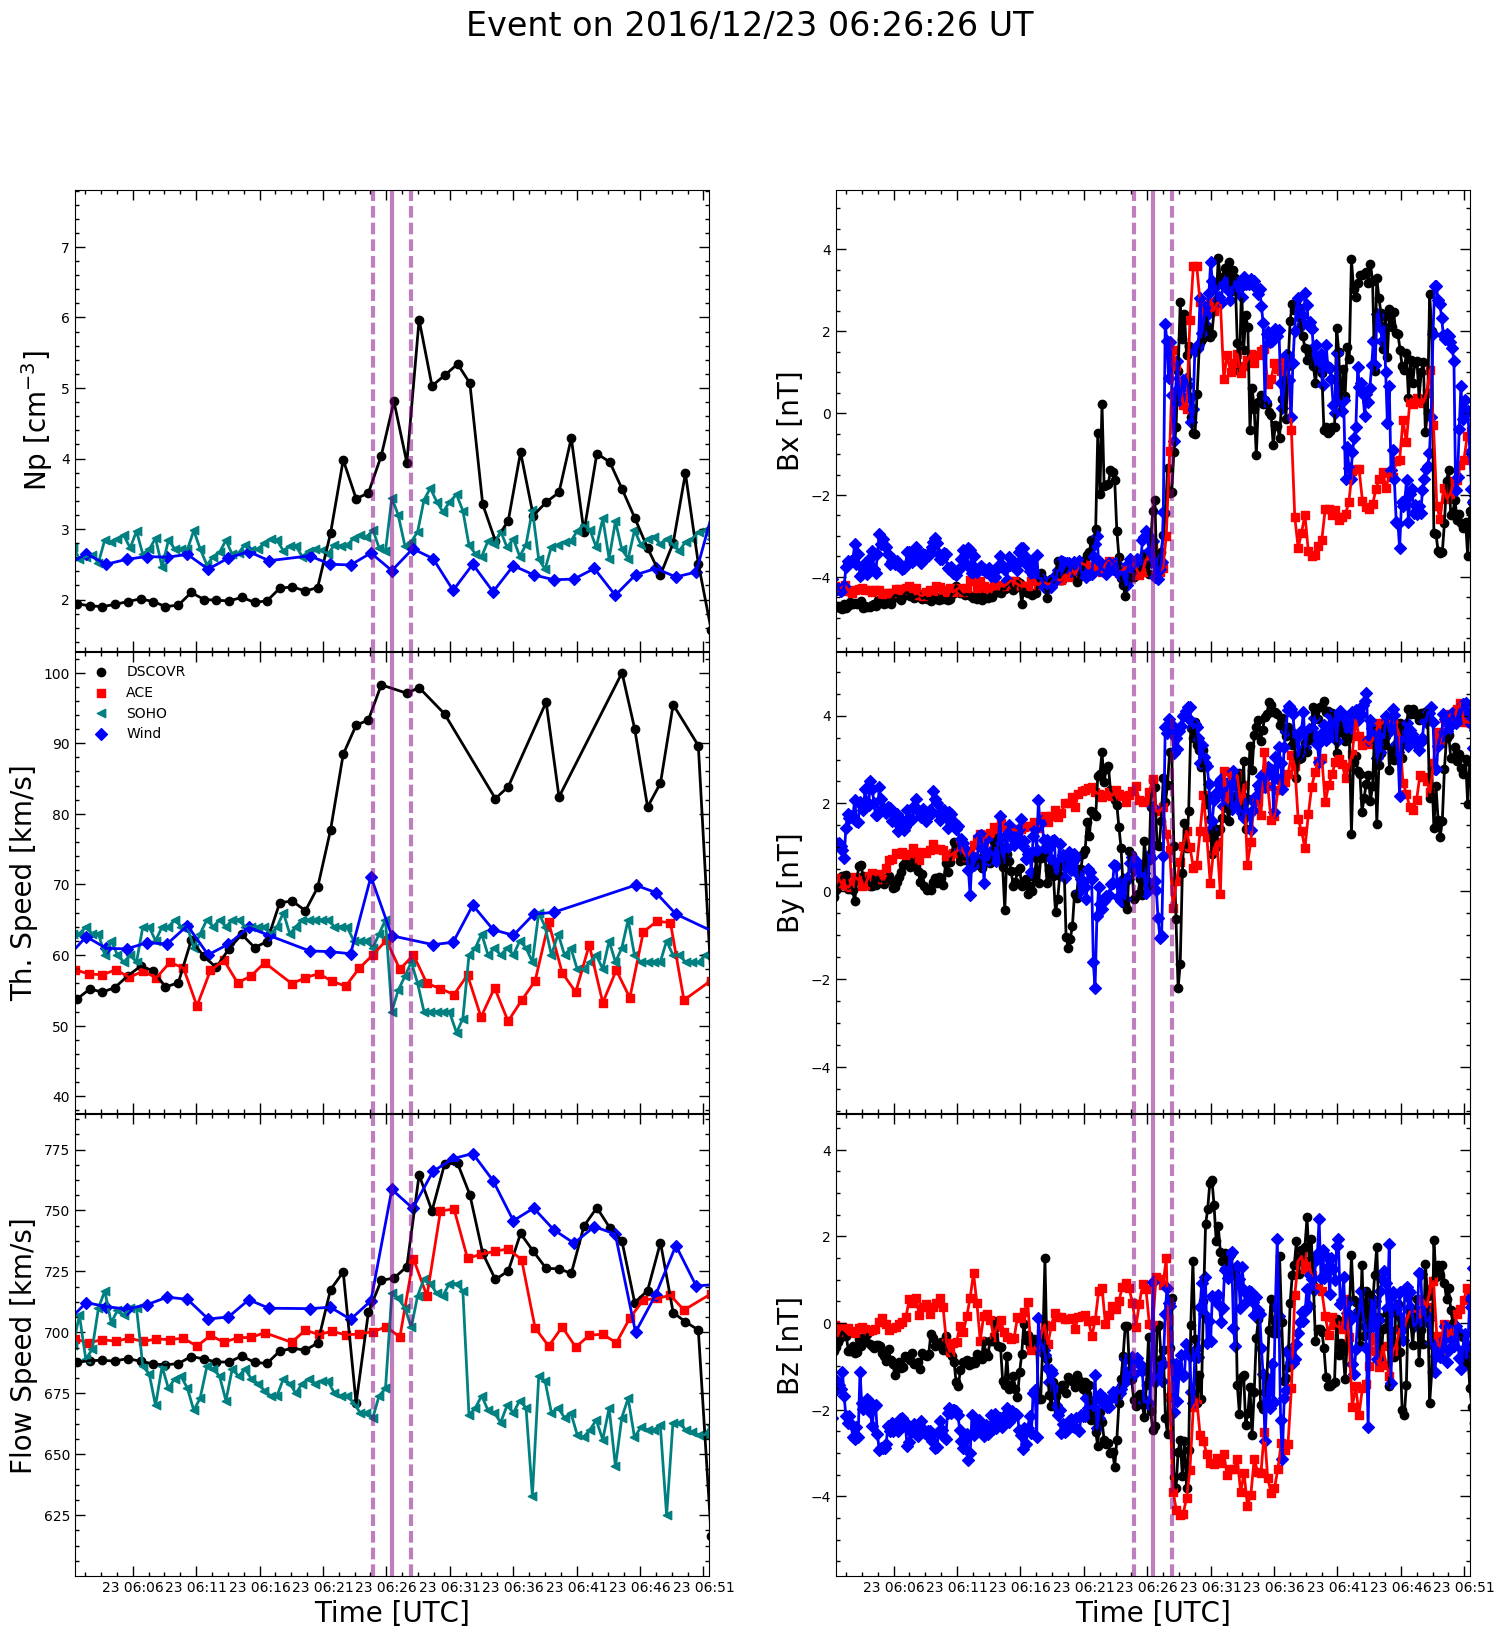 Event on 2016/12/23 06:26:26 UT
7
6
5
4
3
2
Np [cm⁻³]
4
2
0
−2
−4
Bx [nT]
100
90
80
70
60
50
40
Th. Speed [km/s]
DSCOVR
ACE
SOHO
Wind
4
2
0
−2
−4
By [nT]
775
750
725
700
675
650
625
Flow Speed [km/s]
4
2
0
−2
−4
Bz [nT]
23 06:06 23 06:11 23 06:16 23 06:21 23 06:26 23 06:31 23 06:36 23 06:41 23 06:46 23 06:51
Time [UTC]
23 06:06 23 06:11 23 06:16 23 06:21 23 06:26 23 06:31 23 06:36 23 06:41 23 06:46 23 06:51
Time [UTC]